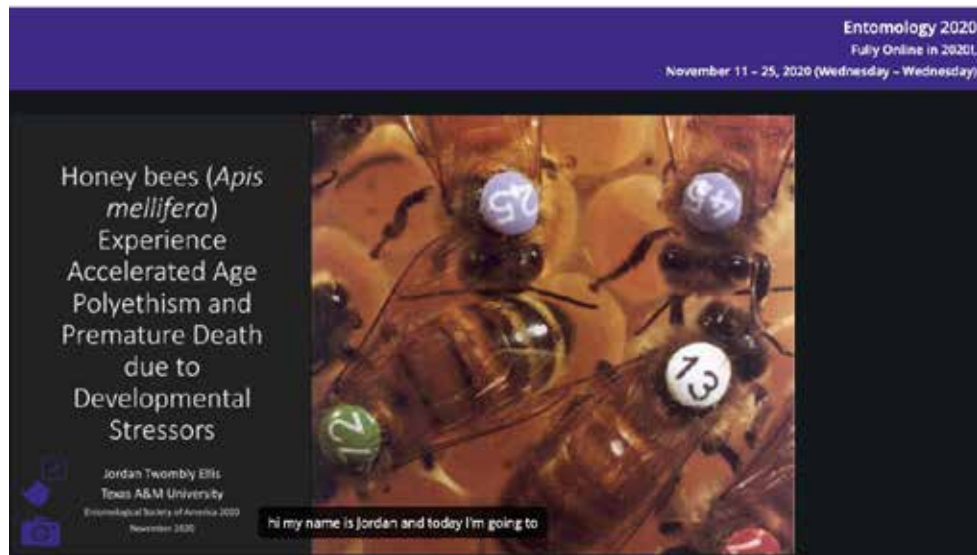 Entomology 2020
Fully Online in 2020!,
November 11 – 25, 2020 (Wednesday – Wednesday)
Honey bees (Apis
mellifera)
Experience
Accelerated Age
Polyethism and
Premature Death
due to
Developmental
Stressors
Jordan Twombly Ellis
Texas A&M University
Entomological Society of America 2020
November 2020
25
45
13
12
hi my name is Jordan and today I'm going to